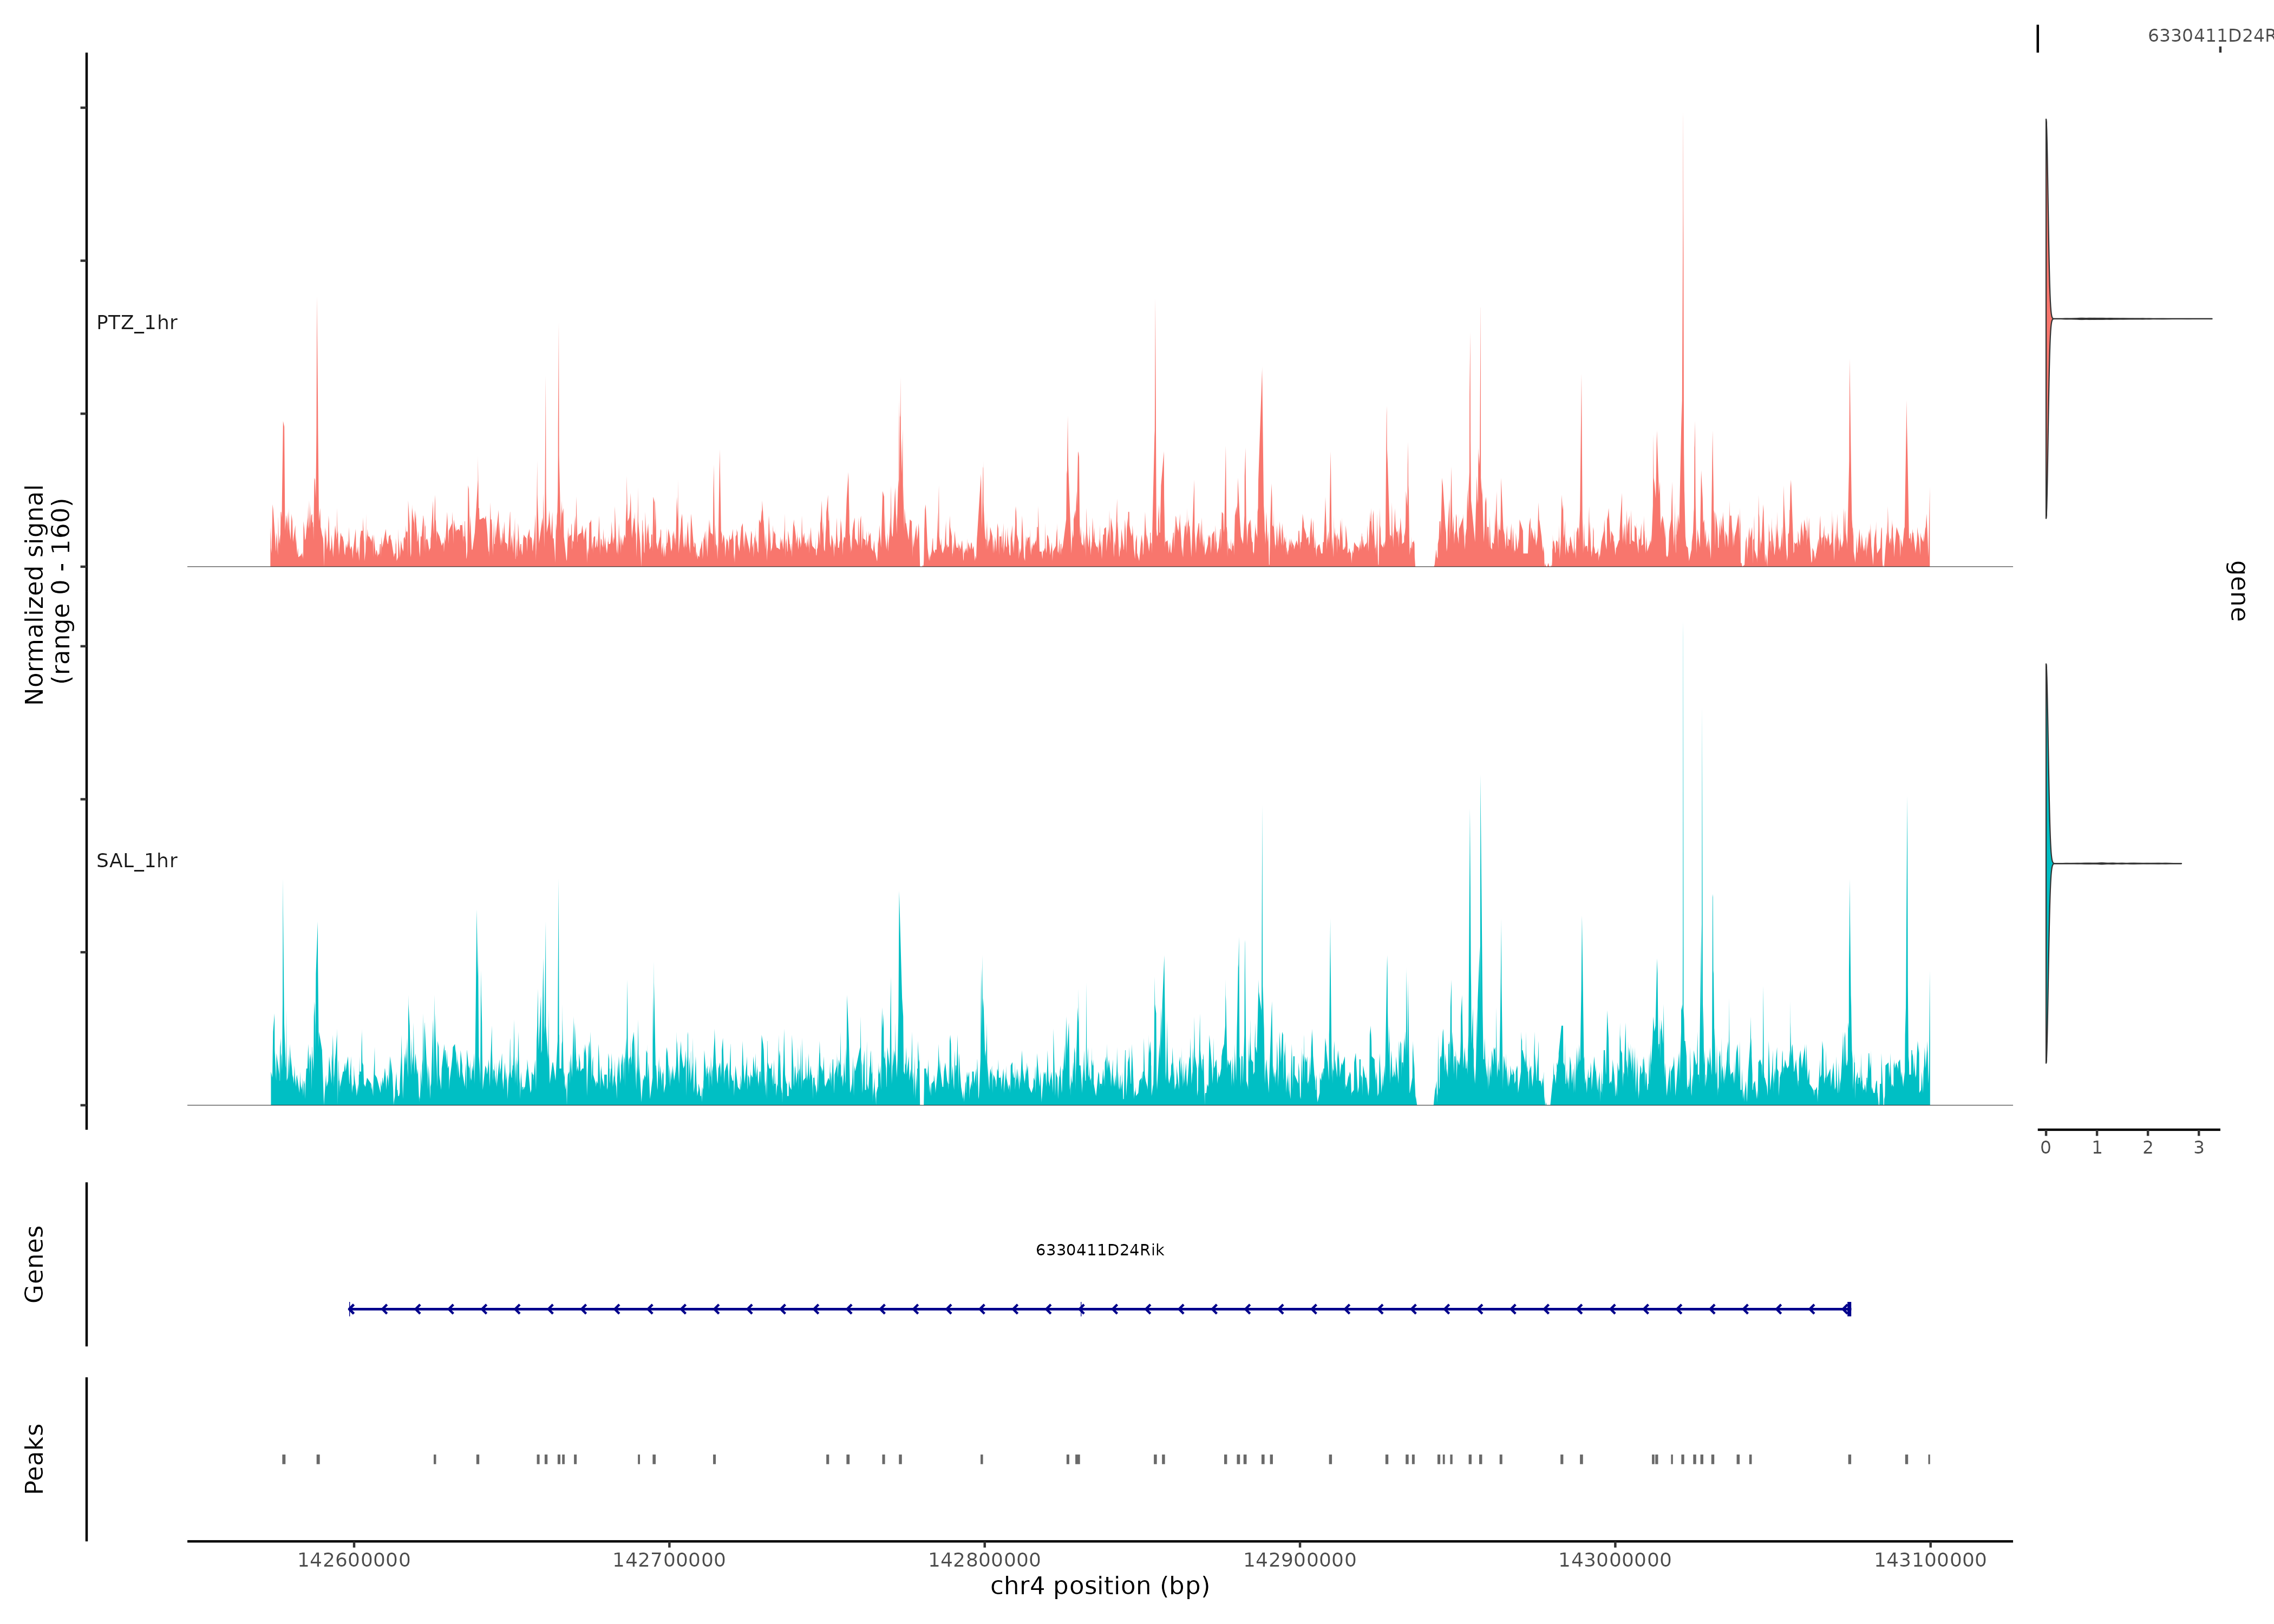 6330411D24R
PTZ_1hr
Normalized signal
(range 0 - 160)
gene
SAL_1hr
0 1 2 3
Genes
6330411D24Rik
Peaks
142600000 142700000 142800000 142900000 143000000 143100000
chr4 position (bp)